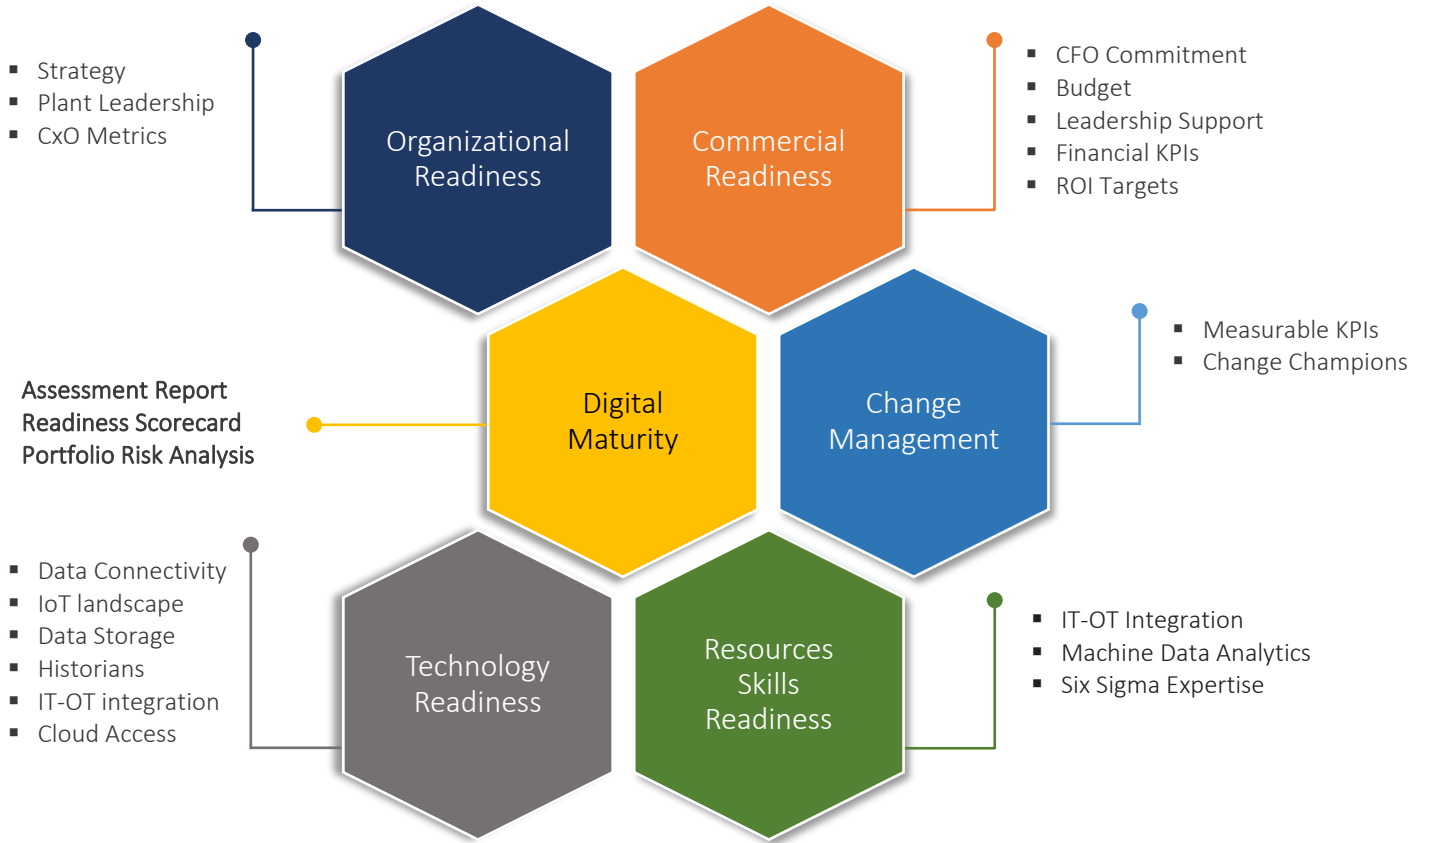 ▪ Strategy
▪ Plant Leadership
▪ CxO Metrics
Organizational
Readiness
Commercial
Readiness
▪ CFO Commitment
▪ Budget
▪ Leadership Support
▪ Financial KPIs
▪ ROI Targets
Assessment Report
Readiness Scorecard
Portfolio Risk Analysis
Digital
Maturity
Change
Management
▪ Measurable KPIs
▪ Change Champions
▪ Data Connectivity
▪ IoT landscape
▪ Data Storage
▪ Historians
▪ IT-OT integration
▪ Cloud Access
Technology
Readiness
Resources
Skills
Readiness
▪ IT-OT Integration
▪ Machine Data Analytics
▪ Six Sigma Expertise